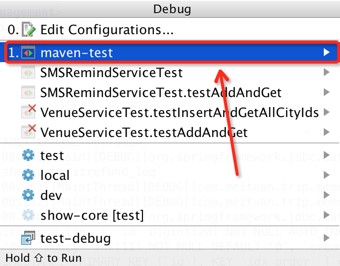 Debug
0. Edit Configurations...
1. maven-test
SMSRemindServiceTest
SMSRemindServiceTest.testAddAndGet
VenueServiceTest.testInsertAndGetAllCityIds
VenueServiceTest.testAddAndGet
test
local
dev
show-core [test]
test-debug
Hold ⇧ to Run